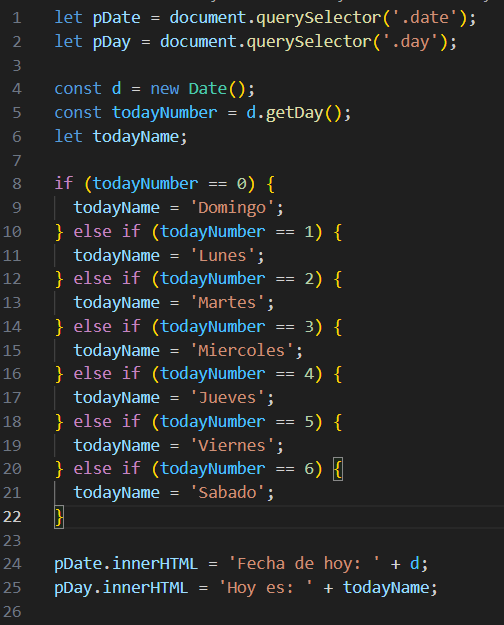 1 let pDate = document.querySelector('.date');
2 let pDay = document.querySelector('.day');
3
4 const d = new Date();
5 const todayNumber = d.getDay();
6 let todayName;
7
8 if (todayNumber == 0) {
9   todayName = 'Domingo';
10 } else if (todayNumber == 1) {
11   todayName = 'Lunes';
12 } else if (todayNumber == 2) {
13   todayName = 'Martes';
14 } else if (todayNumber == 3) {
15   todayName = 'Miercoles';
16 } else if (todayNumber == 4) {
17   todayName = 'Jueves';
18 } else if (todayNumber == 5) {
19   todayName = 'Viernes';
20 } else if (todayNumber == 6) {
21   todayName = 'Sabado';
22 }
23
24 pDate.innerHTML = 'Fecha de hoy: ' + d;
25 pDay.innerHTML = 'Hoy es: ' + todayName;
26